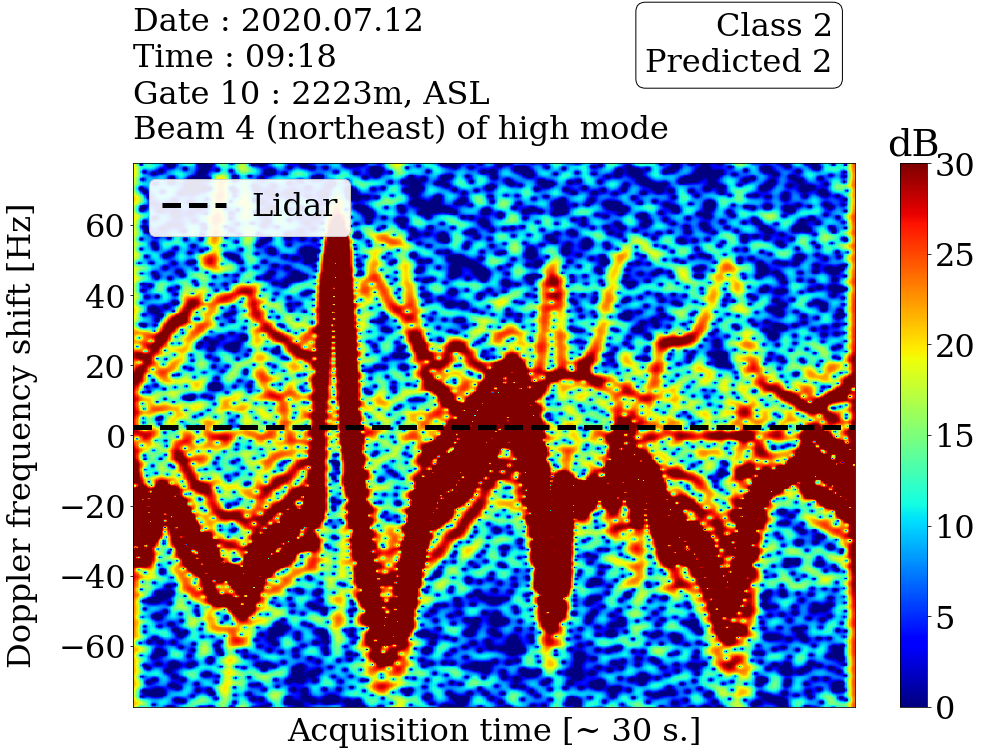 Date : 2020.07.12
Time : 09:18
Gate 10 : 2223m, ASL
Beam 4 (northeast) of high mode
Class 2
Predicted 2
dB
Lidar
Doppler frequency shift [Hz]
60
40
20
0
−20
−40
−60
30
25
20
15
10
5
0
Acquisition time [~ 30 s.]